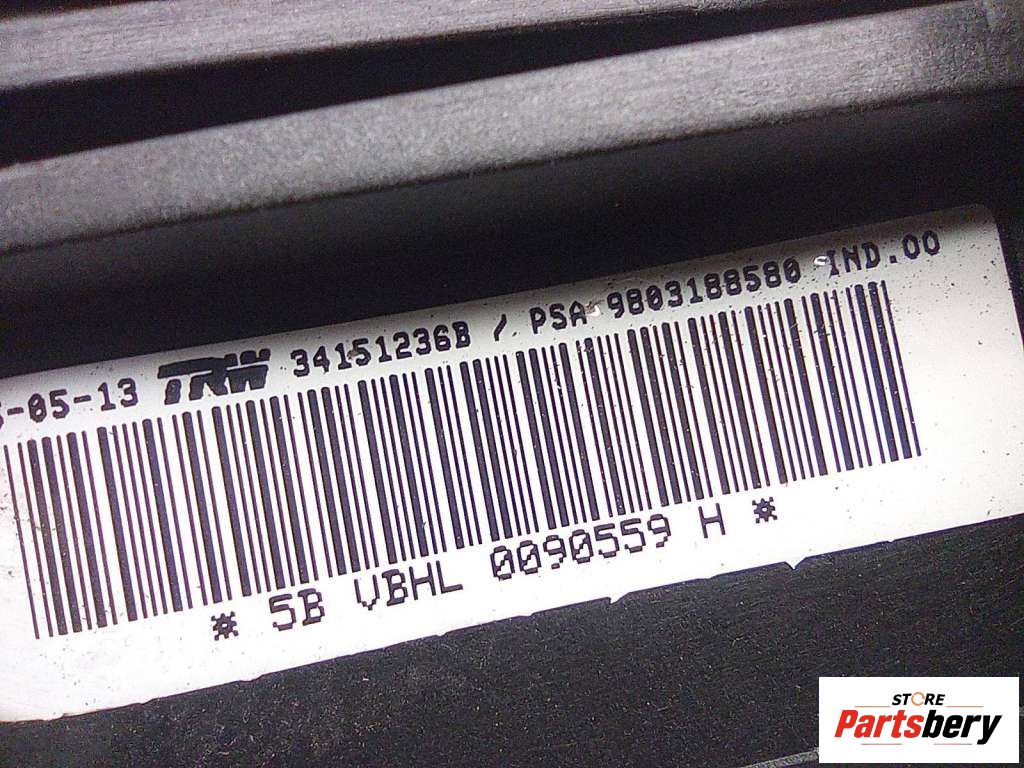 -05-13 TRW 34151236B / PSA 9803188580 IND.00
* 5B VBHL 0090559 H *
STORE
Partsbery